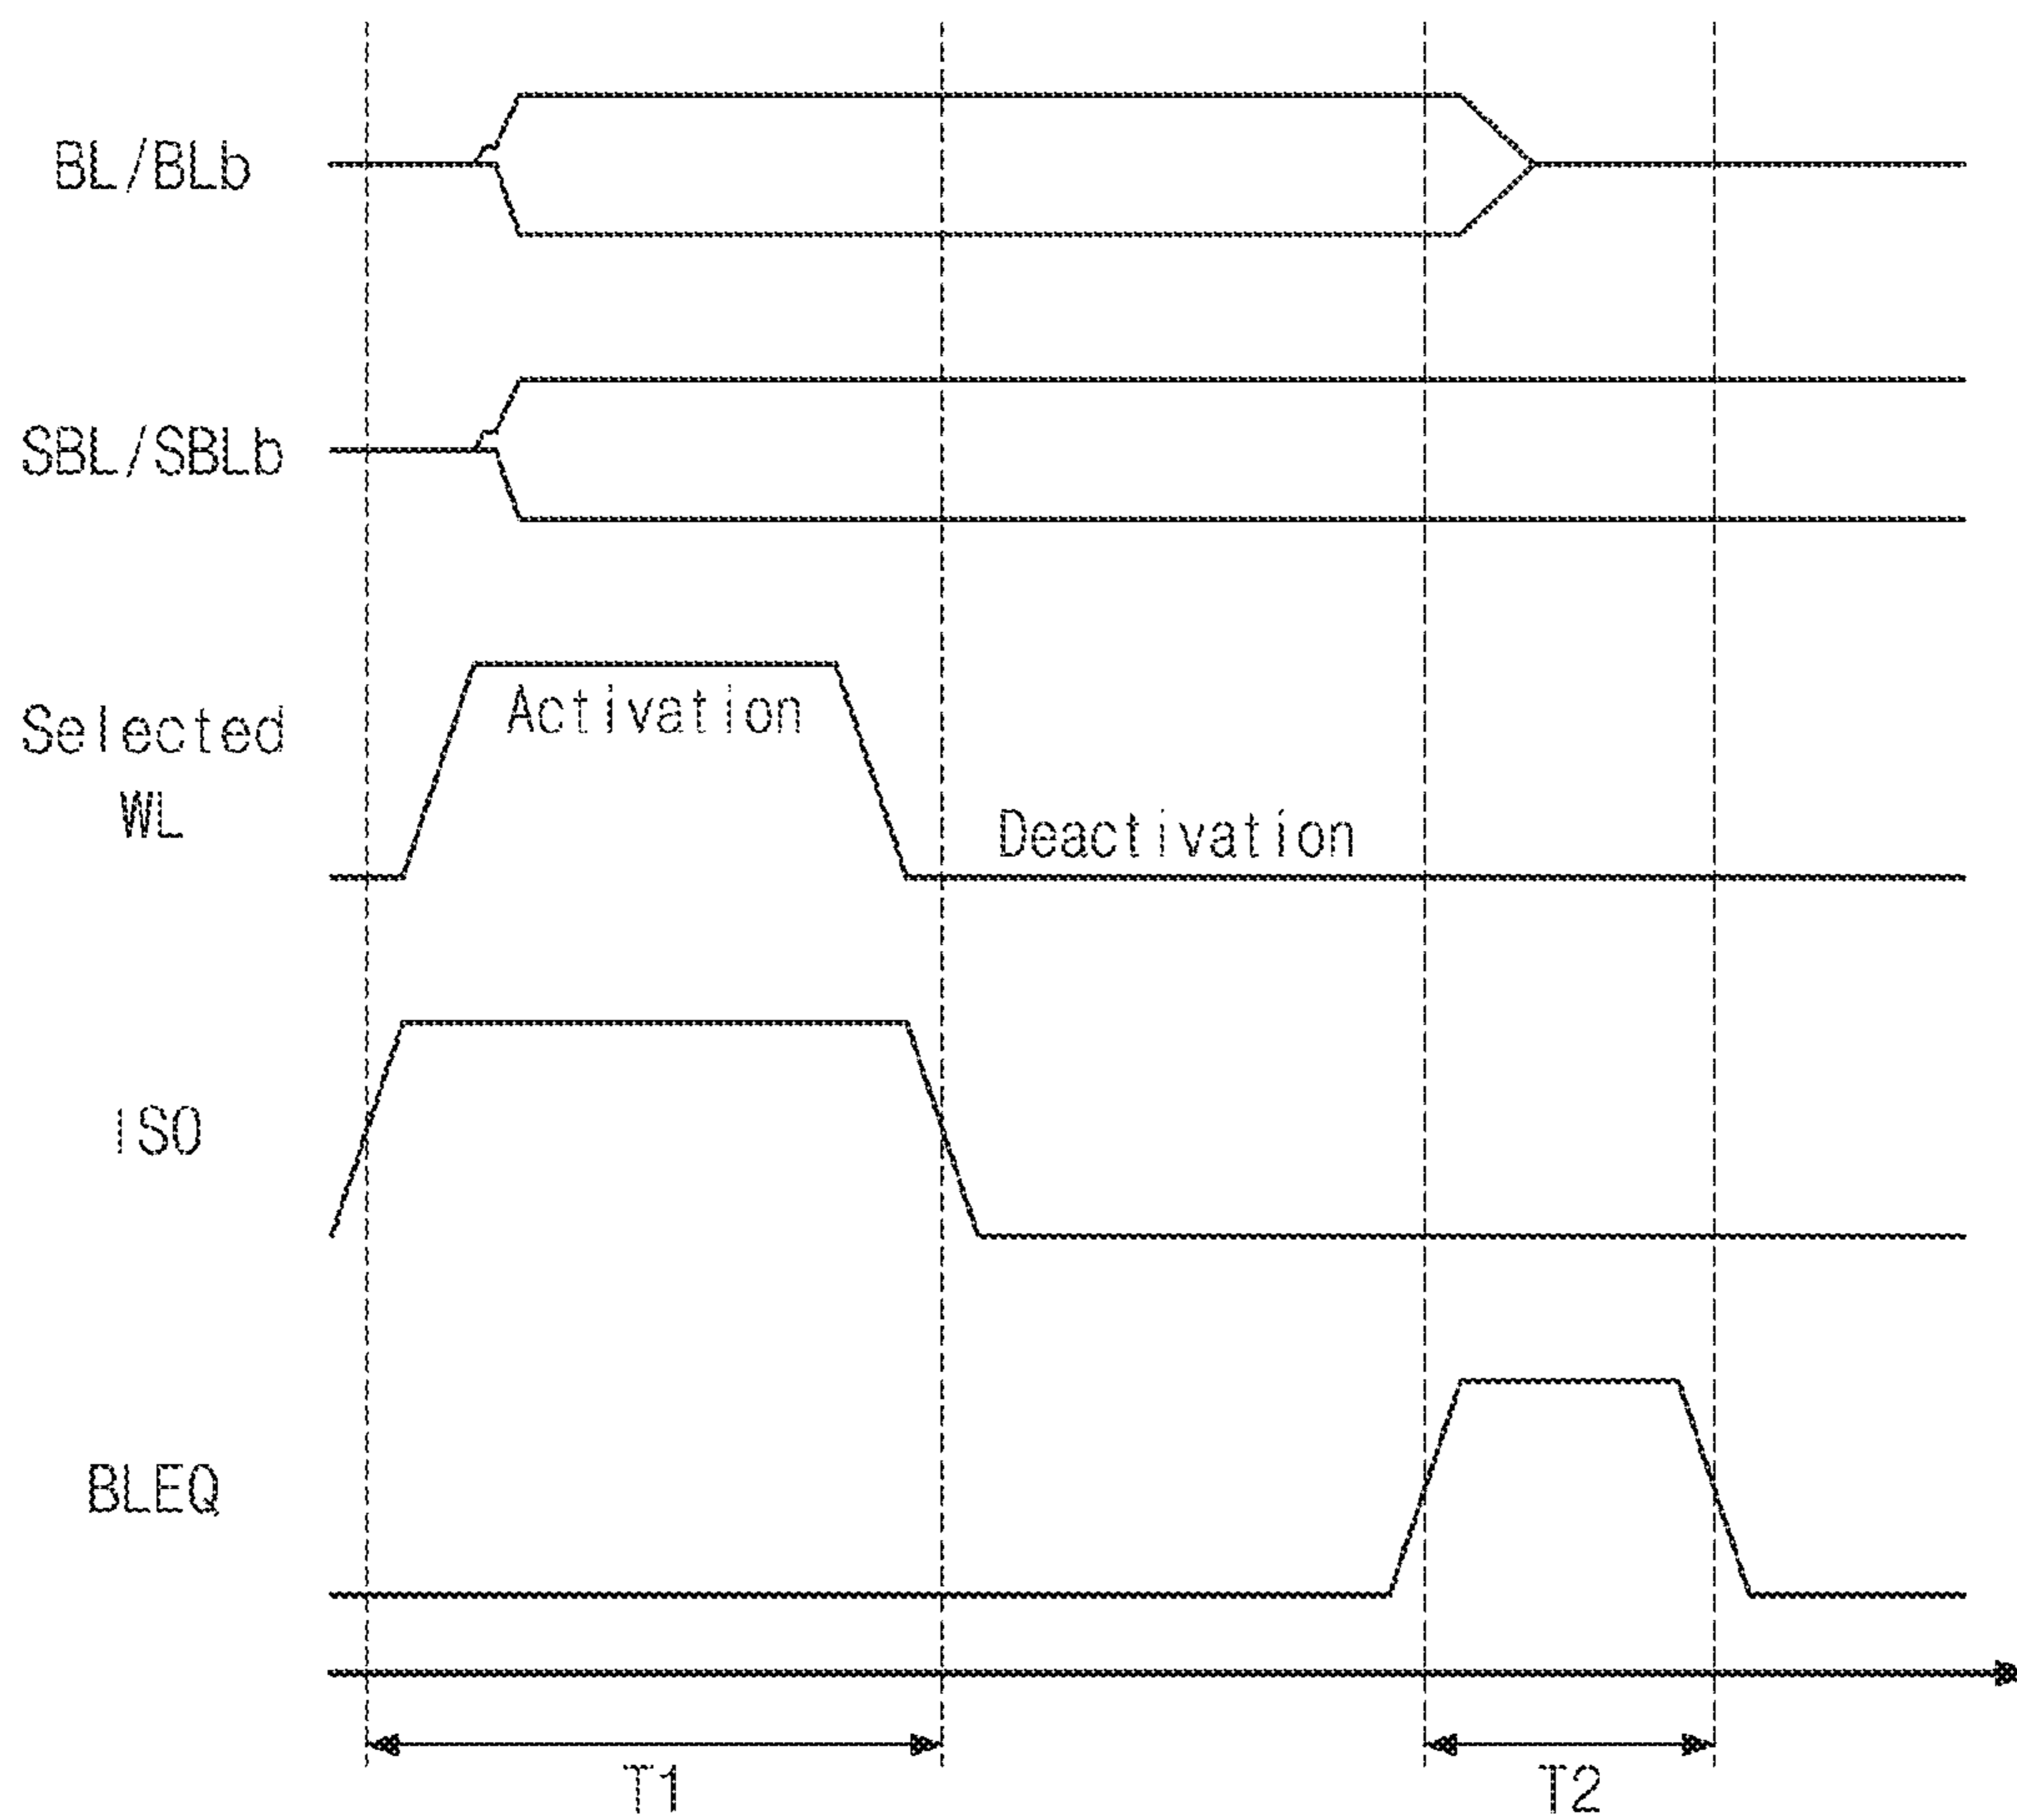 BL/BLb
SBL/SBLb
Selected
WL
Activation
Deactivation
ISO
BLEQ
T1
T2